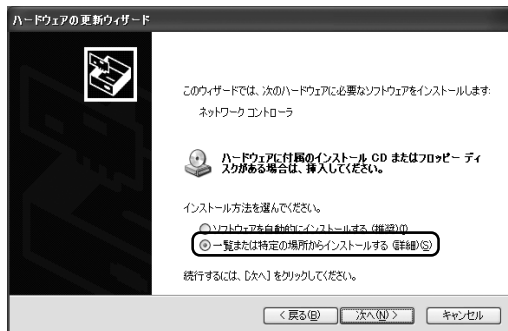 ハードウェアの更新ウィザード
このウィザードでは、次のハードウェアに必要なソフトウェアをインストールします:
ネットワーク コントローラ
ハードウェアに付属のインストール CD またはフロッピー ディ
スクがある場合は、挿入してください。
インストール方法を選んでください。
ソフトウェアを自動的にインストールする (推奨)(I)
一覧または特定の場所からインストールする (詳細)(S)
続行するには、[次へ] をクリックしてください。
< 戻る(B) 次へ(N) > キャンセル